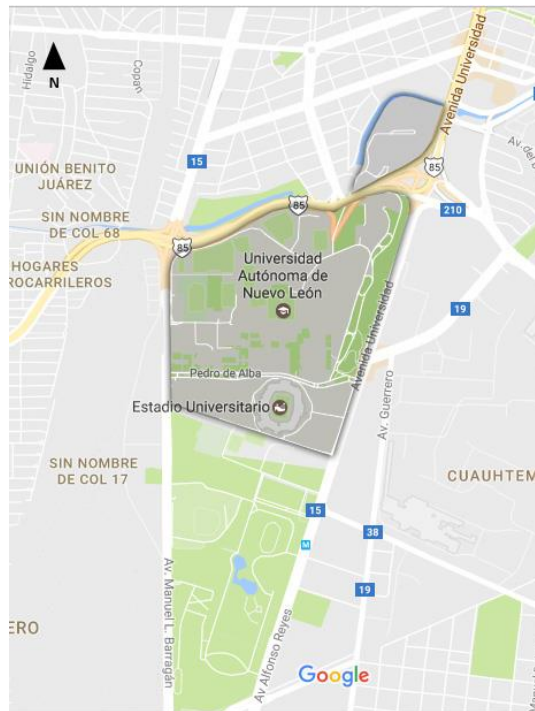 N
Hidalgo
Copan
Avenida Universidad
15
UNIÓN BENITO
JUÁREZ
85
SIN NOMBRE
DE COL 68
85
210
85
HOGARES
ROCARRILEROS
Universidad
Autónoma de
Nuevo León
19
Avenida Universidad
Pedro de Alba
Av. Guerrero
Estadio Universitario
SIN NOMBRE
DE COL 17
CUAUHTEM
15
38
M
19
Av. Manuel L. Barragán
Av Alfonso Reyes
ERO
Google